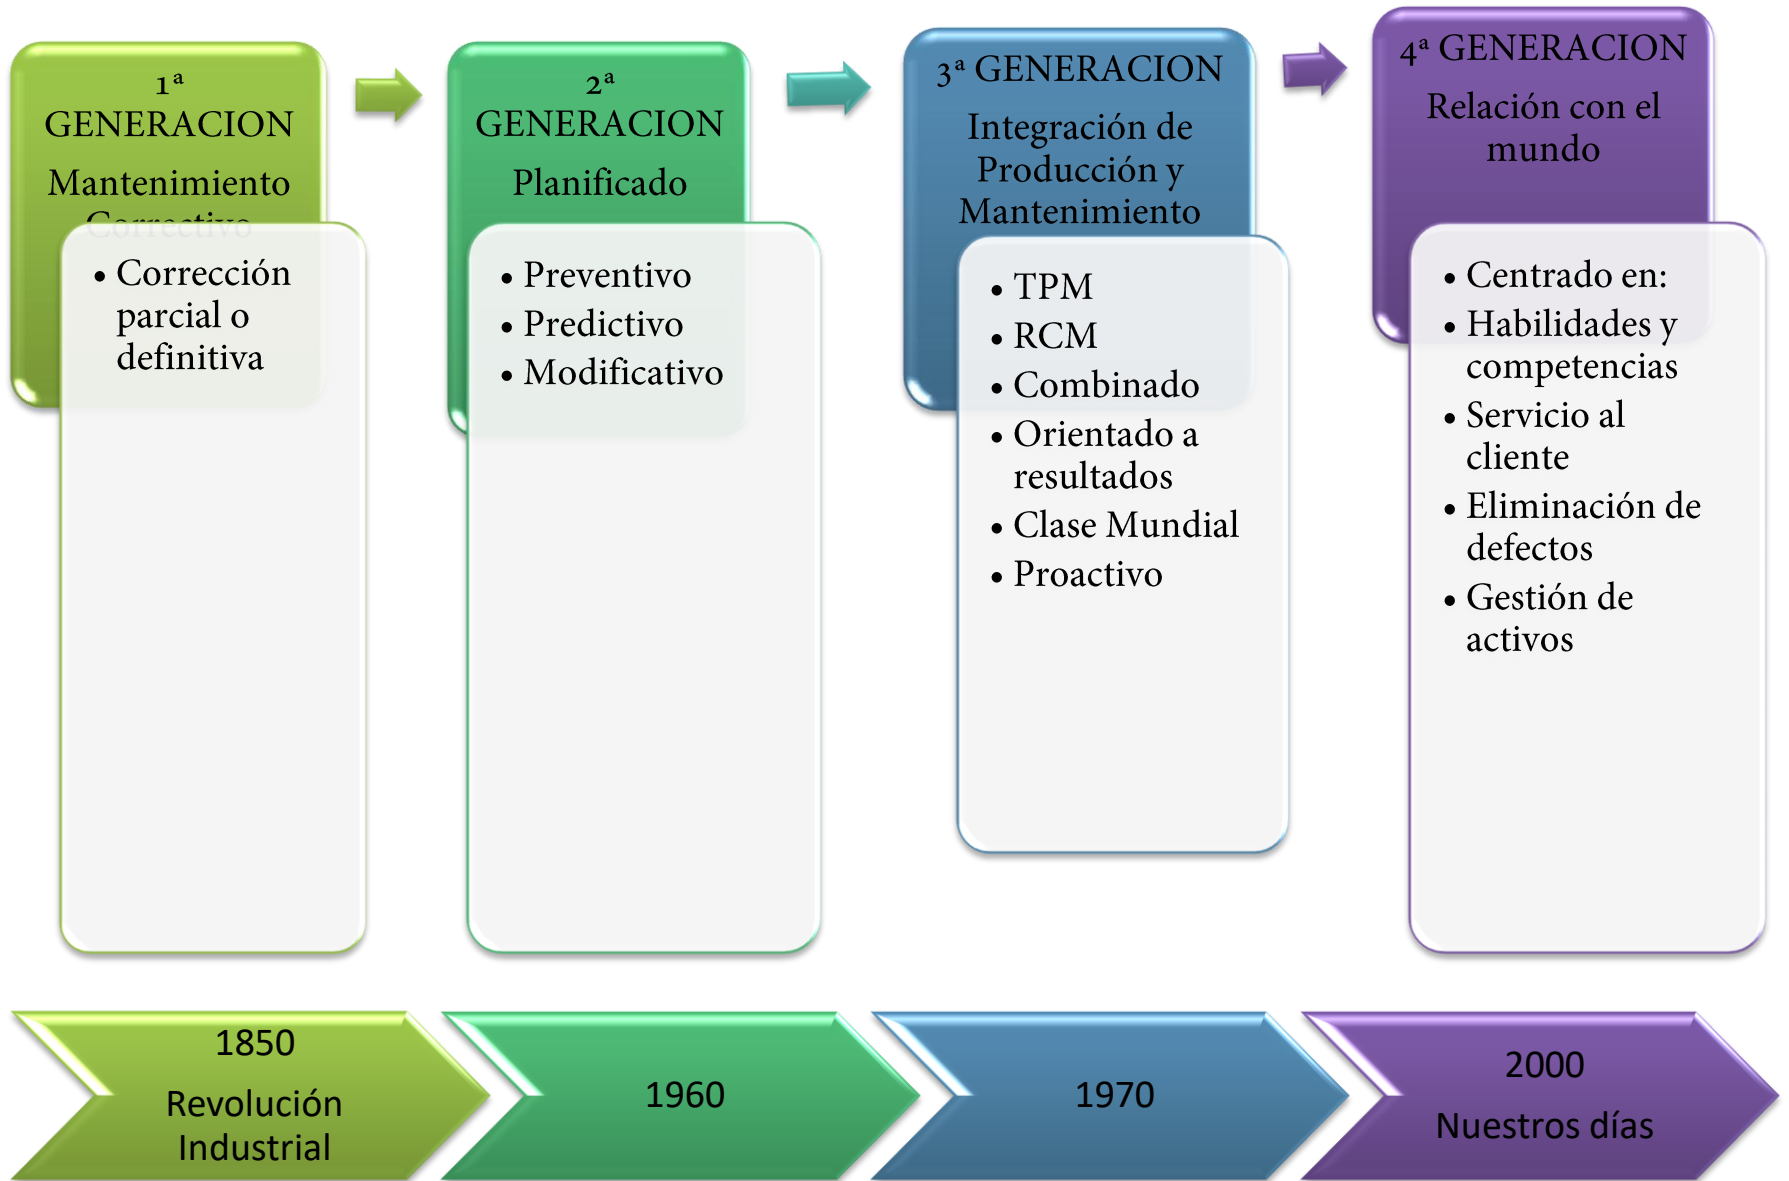 1ª
GENERACION
Mantenimiento
Correctivo
• Corrección
parcial o
definitiva
2ª
GENERACION
Planificado
• Preventivo
• Predictivo
• Modificativo
3ª GENERACION
Integración de
Producción y
Mantenimiento
• TPM
• RCM
• Combinado
• Orientado a
resultados
• Clase Mundial
• Proactivo
4ª GENERACION
Relación con el
mundo
• Centrado en:
• Habilidades y
competencias
• Servicio al
cliente
• Eliminación de
defectos
• Gestión de
activos
1850
Revolución
Industrial
1960
1970
2000
Nuestros días